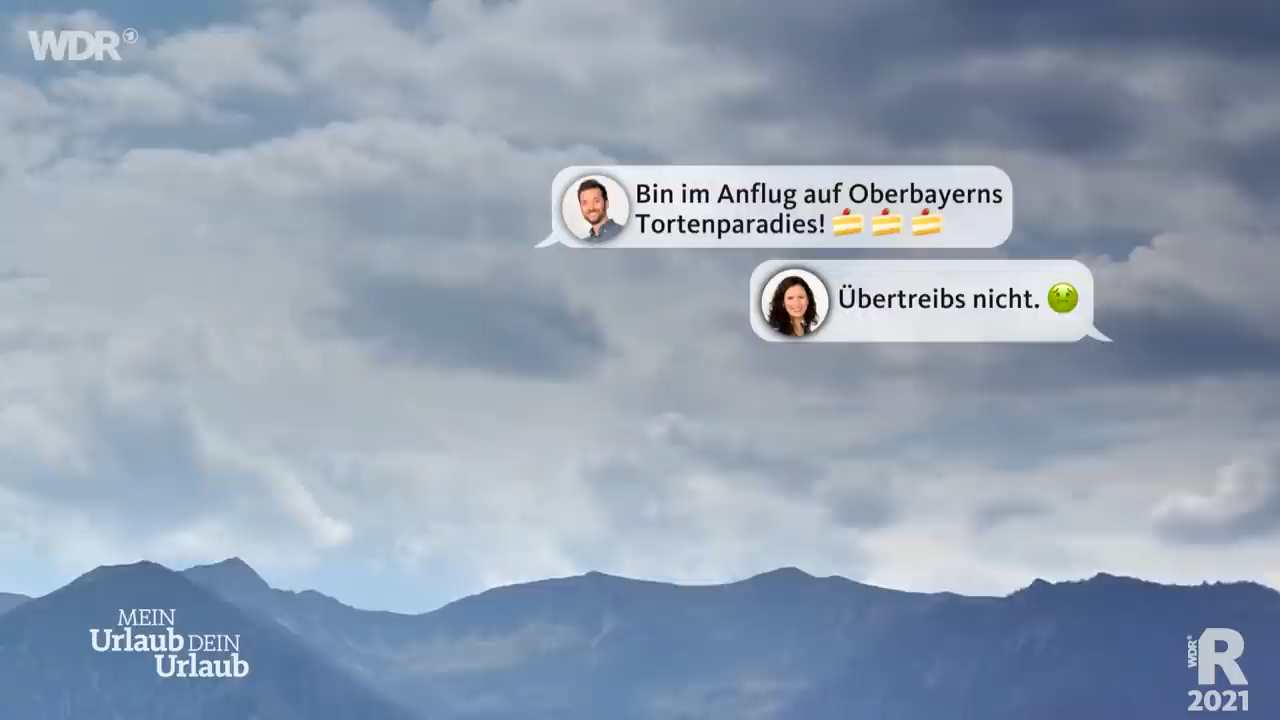 WDR
Bin im Anflug auf Oberbayerns
Tortenparadies! 🍰 🍰 🍰
Übertreibs nicht. 🤢
MEIN
Urlaub DEIN
Urlaub
WDR R
2021